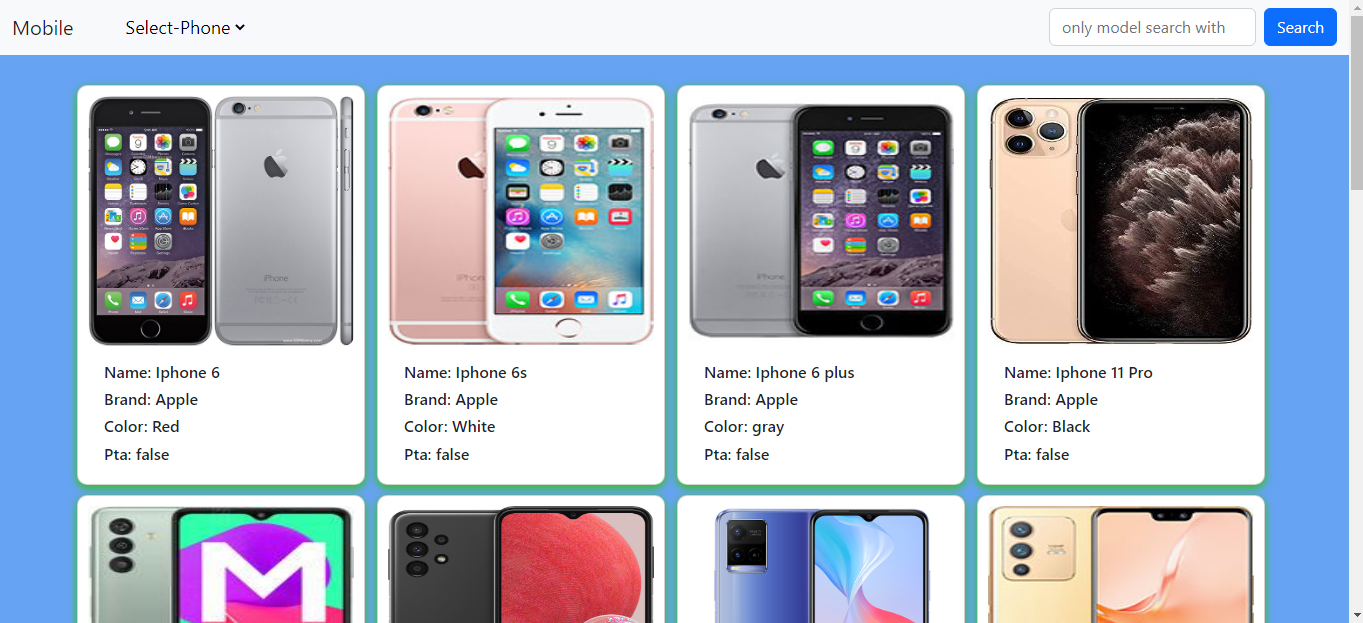 Mobile
Select-Phone
only model search with
Search
iPhone
iPhone
Name: Iphone 6
Brand: Apple
Color: Red
Pta: false
Name: Iphone 6s
Brand: Apple
Color: White
Pta: false
Name: Iphone 6 plus
Brand: Apple
Color: gray
Pta: false
Name: Iphone 11 Pro
Brand: Apple
Color: Black
Pta: false
M